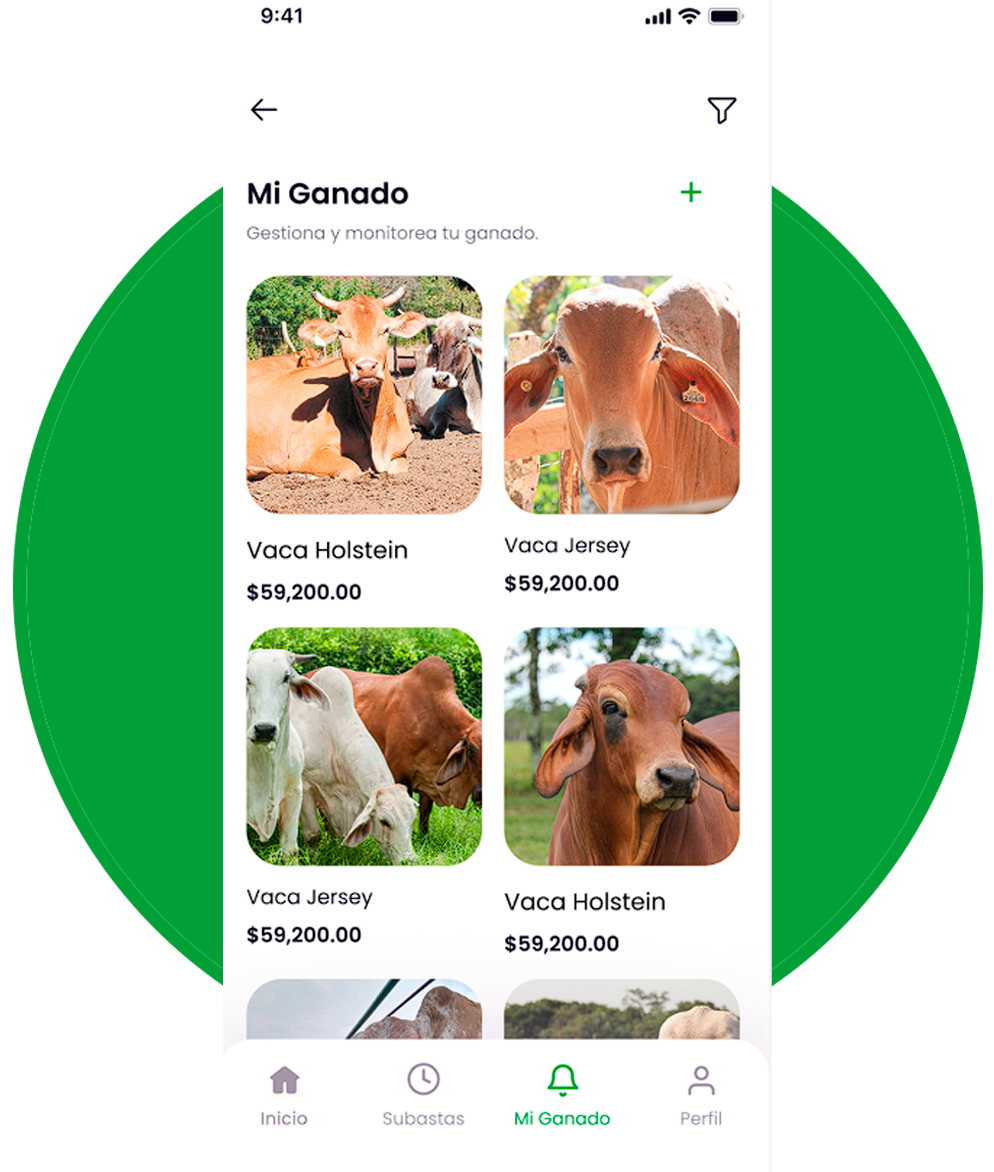 9:41
Mi Ganado
Gestiona y monitorea tu ganado.
Vaca Holstein
$59,200.00
Vaca Jersey
$59,200.00
Vaca Jersey
$59,200.00
Vaca Holstein
$59,200.00
Inicio
Subastas
Mi Ganado
Perfil